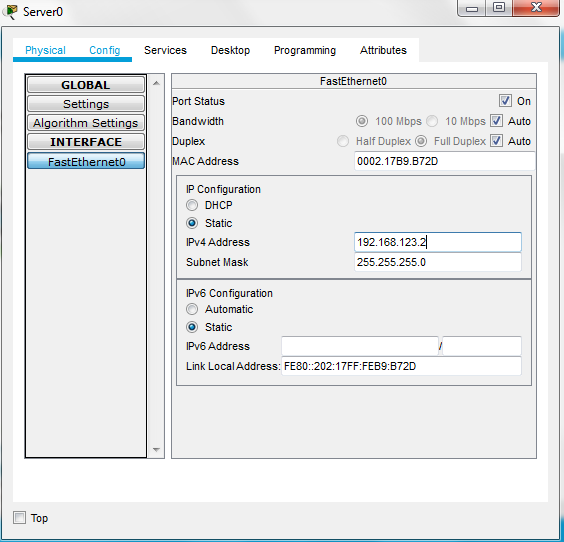 Server0
Physical Config Services Desktop Programming Attributes
GLOBAL
Settings
Algorithm Settings
INTERFACE
FastEthernet0
FastEthernet0
Port Status On
Bandwidth 100 Mbps 10 Mbps Auto
Duplex Half Duplex Full Duplex Auto
MAC Address 0002.17B9.B72D
IP Configuration
DHCP
Static
IPv4 Address 192.168.123.2
Subnet Mask 255.255.255.0
IPv6 Configuration
Automatic
Static
IPv6 Address /
Link Local Address: FE80::202:17FF:FEB9:B72D
Top